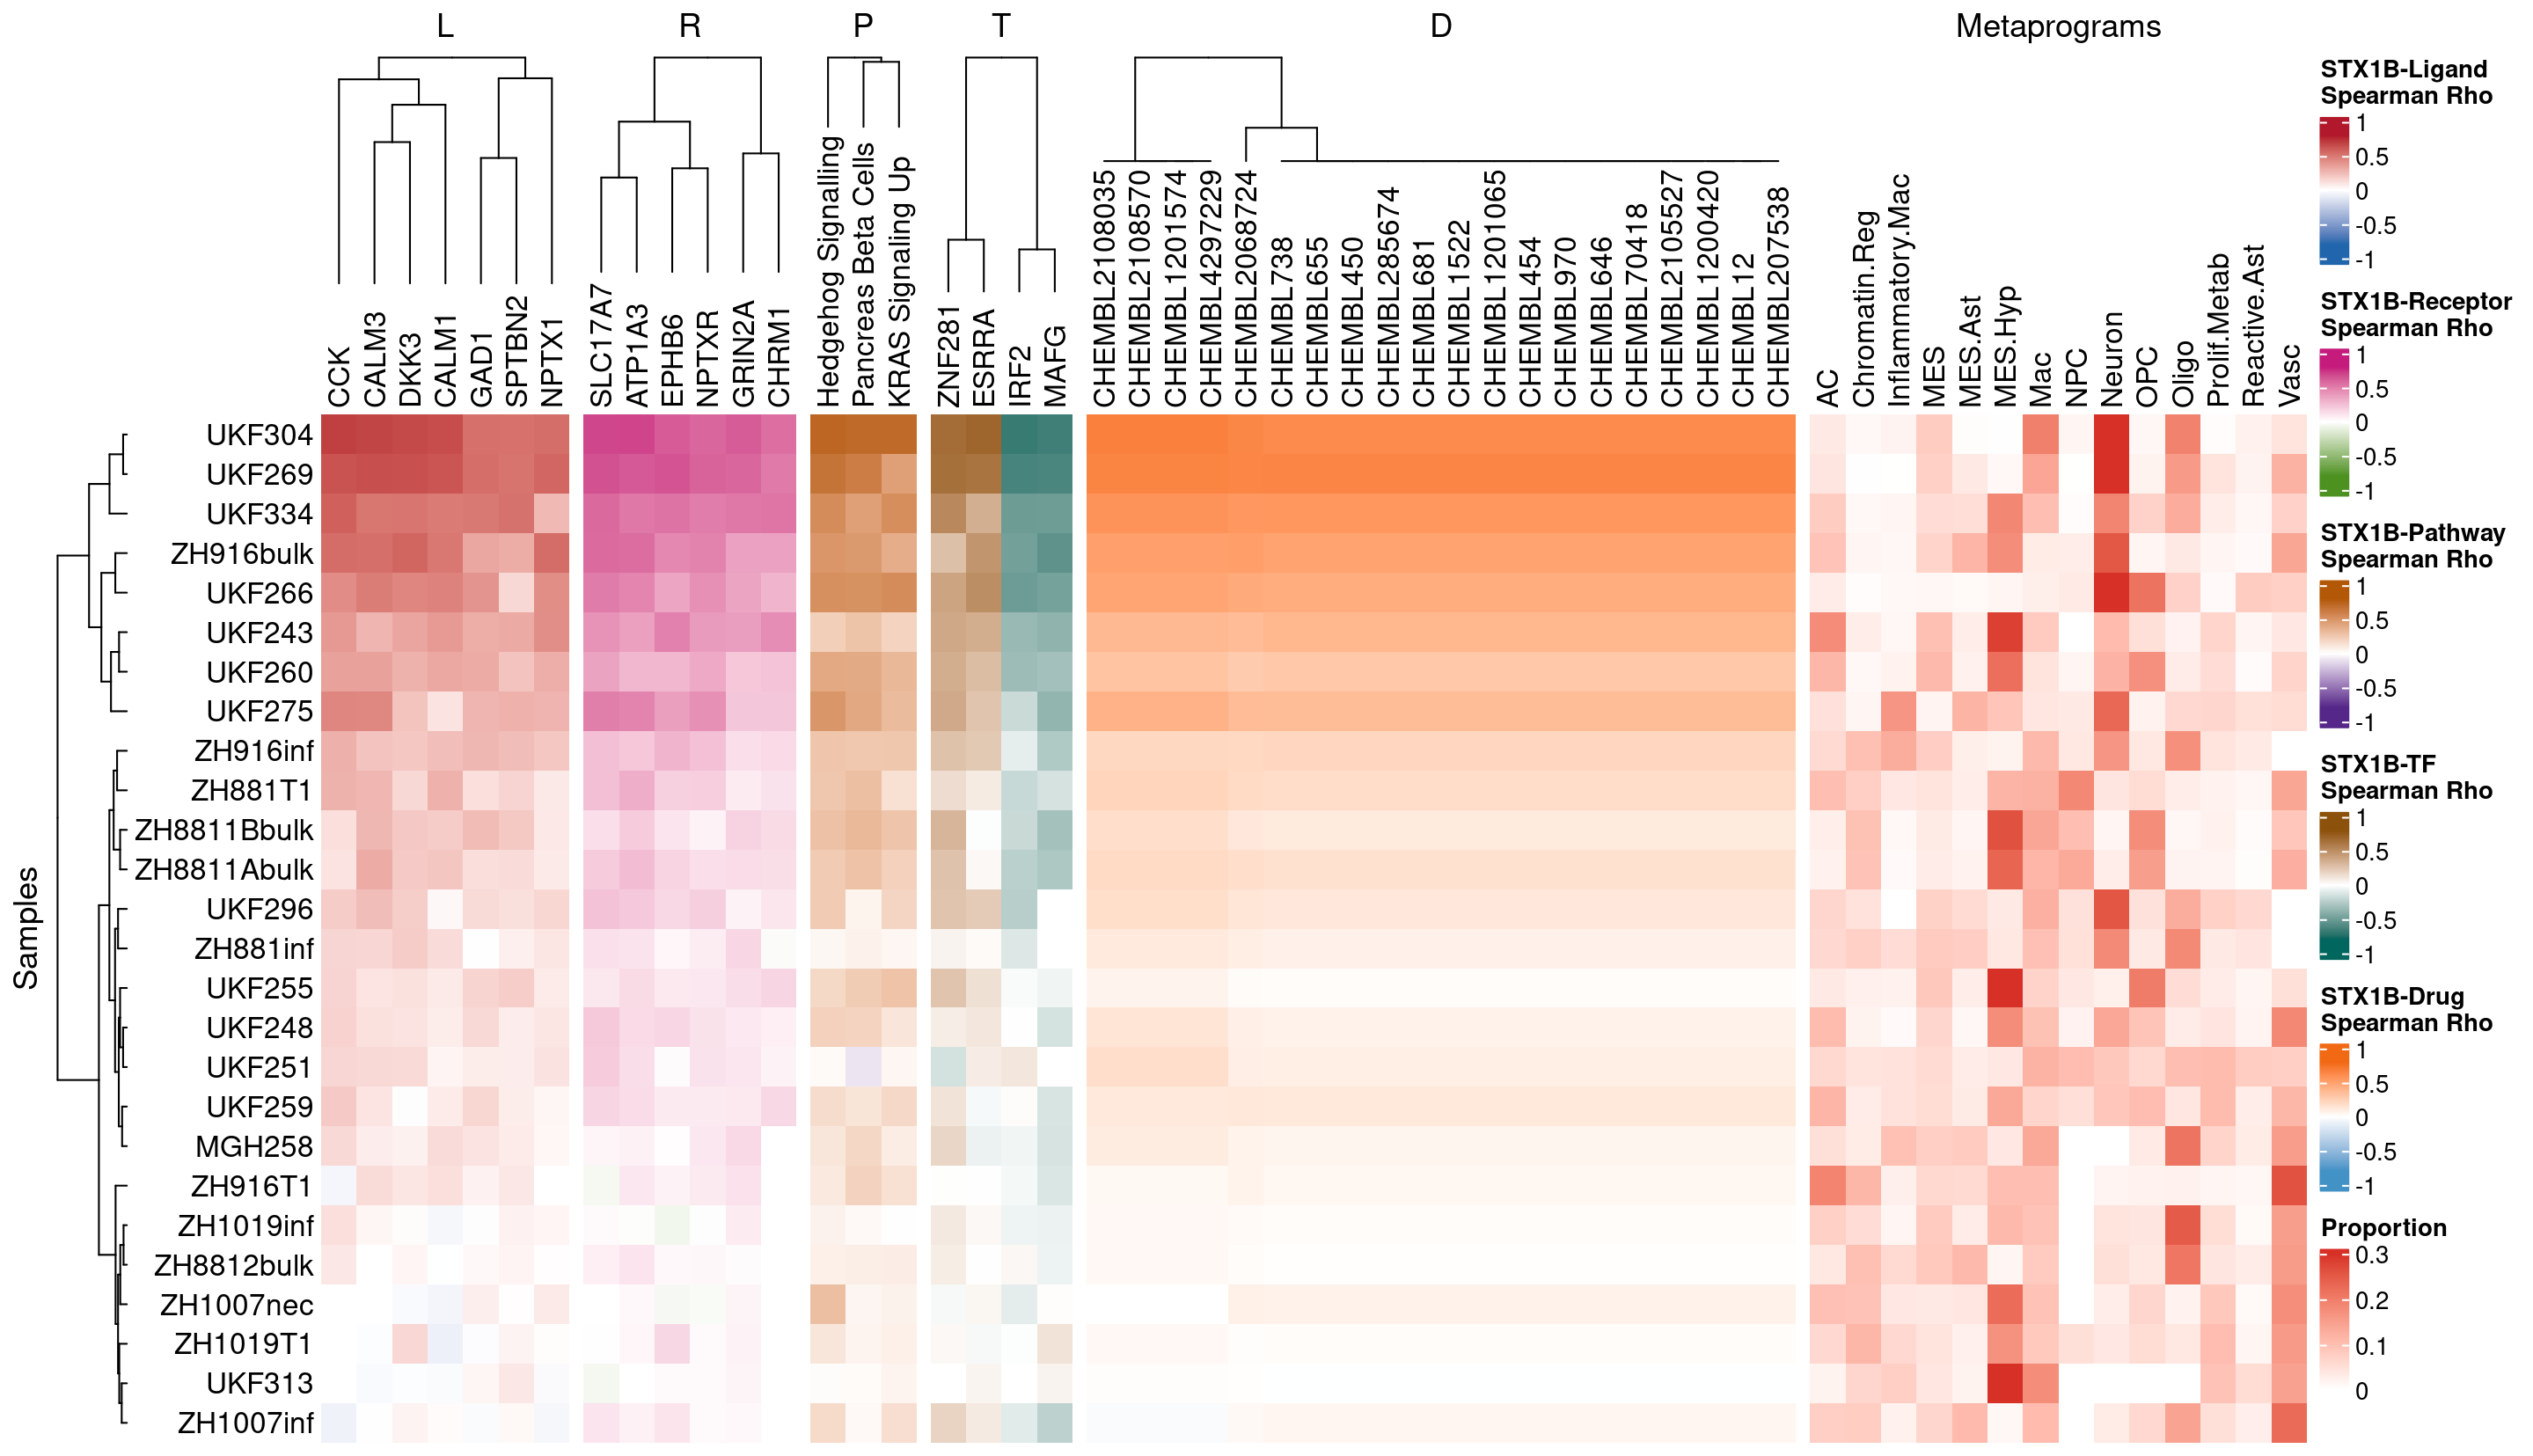 L
R
P
T
D
Metaprograms
CCK
CALM3
DKK3
CALM1
GAD1
SPTBN2
NPTX1
SLC17A7
ATP1A3
EPHB6
NPTXR
GRIN2A
CHRM1
Hedgehog Signalling
Pancreas Beta Cells
KRAS Signaling Up
ZNF281
ESRRA
IRF2
MAFG
CHEMBL2108035
CHEMBL2108570
CHEMBL1201574
CHEMBL4297229
CHEMBL2068724
CHEMBL738
CHEMBL655
CHEMBL450
CHEMBL285674
CHEMBL681
CHEMBL1522
CHEMBL1201065
CHEMBL454
CHEMBL970
CHEMBL646
CHEMBL70418
CHEMBL2105527
CHEMBL1200420
CHEMBL12
CHEMBL2075538
AC
Chromatin.Reg
Inflammatory.Mac
MES
MES.Ast
MES.Hyp
Mac
NPC
Neuron
OPC
Oligo
Prolif.Metab
Reactive.Ast
Vasc
Samples
UKF304
UKF269
UKF334
ZH916bulk
UKF266
UKF243
UKF260
UKF275
ZH916inf
ZH881T1
ZH8811Bbulk
ZH8811Abulk
UKF296
ZH881inf
UKF255
UKF248
UKF251
UKF259
MGH258
ZH916T1
ZH1019inf
ZH8812bulk
ZH1007nec
ZH1019T1
UKF313
ZH1007inf
STX1B-Ligand
Spearman Rho
1
0.5
0
-0.5
-1
STX1B-Receptor
Spearman Rho
1
0.5
0
-0.5
-1
STX1B-Pathway
Spearman Rho
1
0.5
0
-0.5
-1
STX1B-TF
Spearman Rho
1
0.5
0
-0.5
-1
STX1B-Drug
Spearman Rho
1
0.5
0
-0.5
-1
Proportion
0.3
0.2
0.1
0